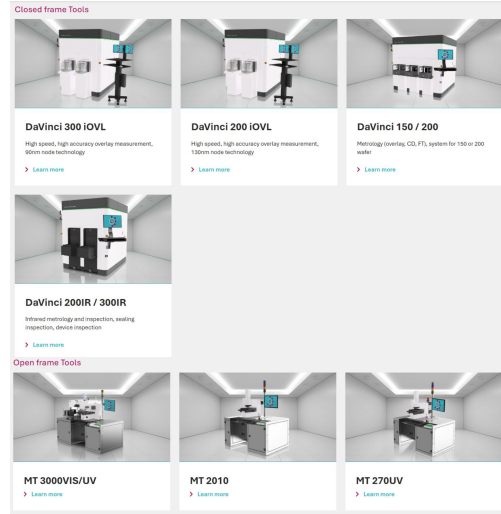 Closed frame Tools
DaVinci 300 iOVL
High speed, high accuracy overlay measurement,
90nm node technology
> Learn more
DaVinci 200 iOVL
High speed, high accuracy overlay measurement,
130nm node technology
> Learn more
DaVinci 150 / 200
Metrology (overlay, CD, FT), system for 150 or 200
wafer
> Learn more
DaVinci 200IR / 300IR
Infrared metrology and inspection, sealing
inspection, device inspection
> Learn more
Open frame Tools
MT 3000VIS/UV
> Learn more
MT 2010
> Learn more
MT 270UV
> Learn more